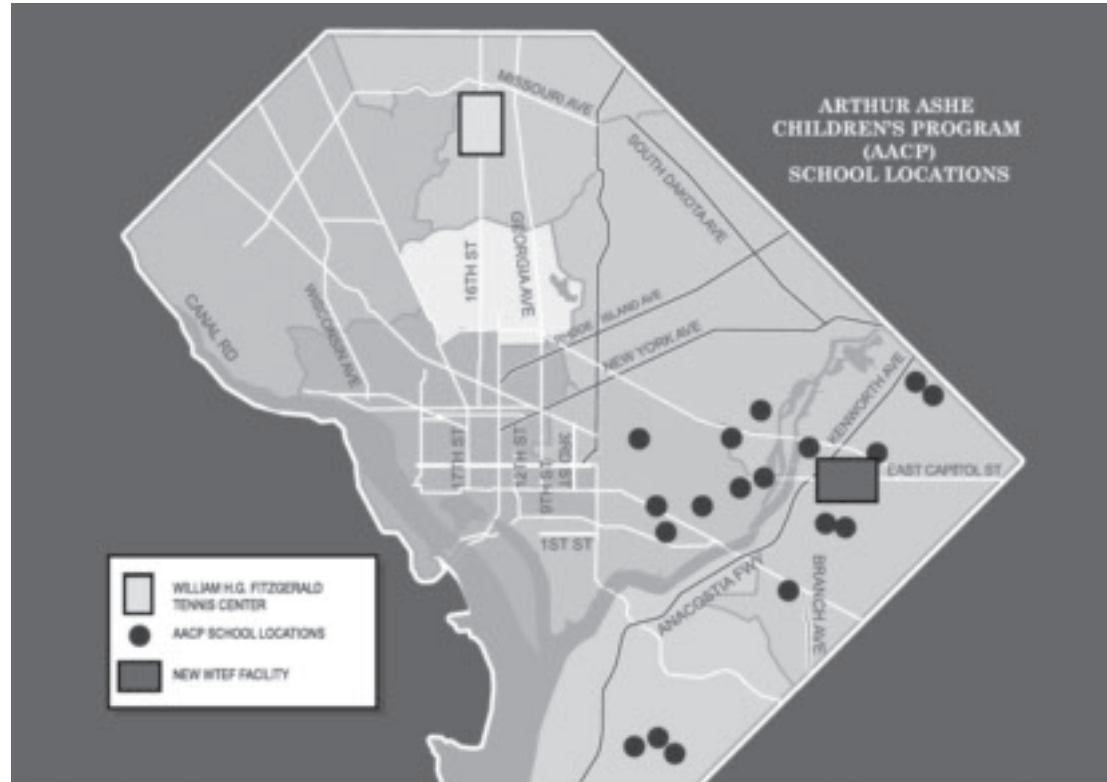 ARTHUR ASHE
CHILDREN'S PROGRAM
(AACP)
SCHOOL LOCATIONS
MISSOURI AVE
SOUTH DAKOTA AVE
GEORGIA AVE
16TH ST
CANAL RD
WISCONSIN AVE
RHODE ISLAND AVE
NEW YORK AVE
KENWORTH AVE
17TH ST
12TH ST
9TH ST
3RD ST
EAST CAPITOL ST.
1ST ST
ANACOSTIA FWY
BRANCH AVE
WILLIAM H.G. FITZGERALD
TENNIS CENTER
AACP SCHOOL LOCATIONS
NEW WTEF FACILITY